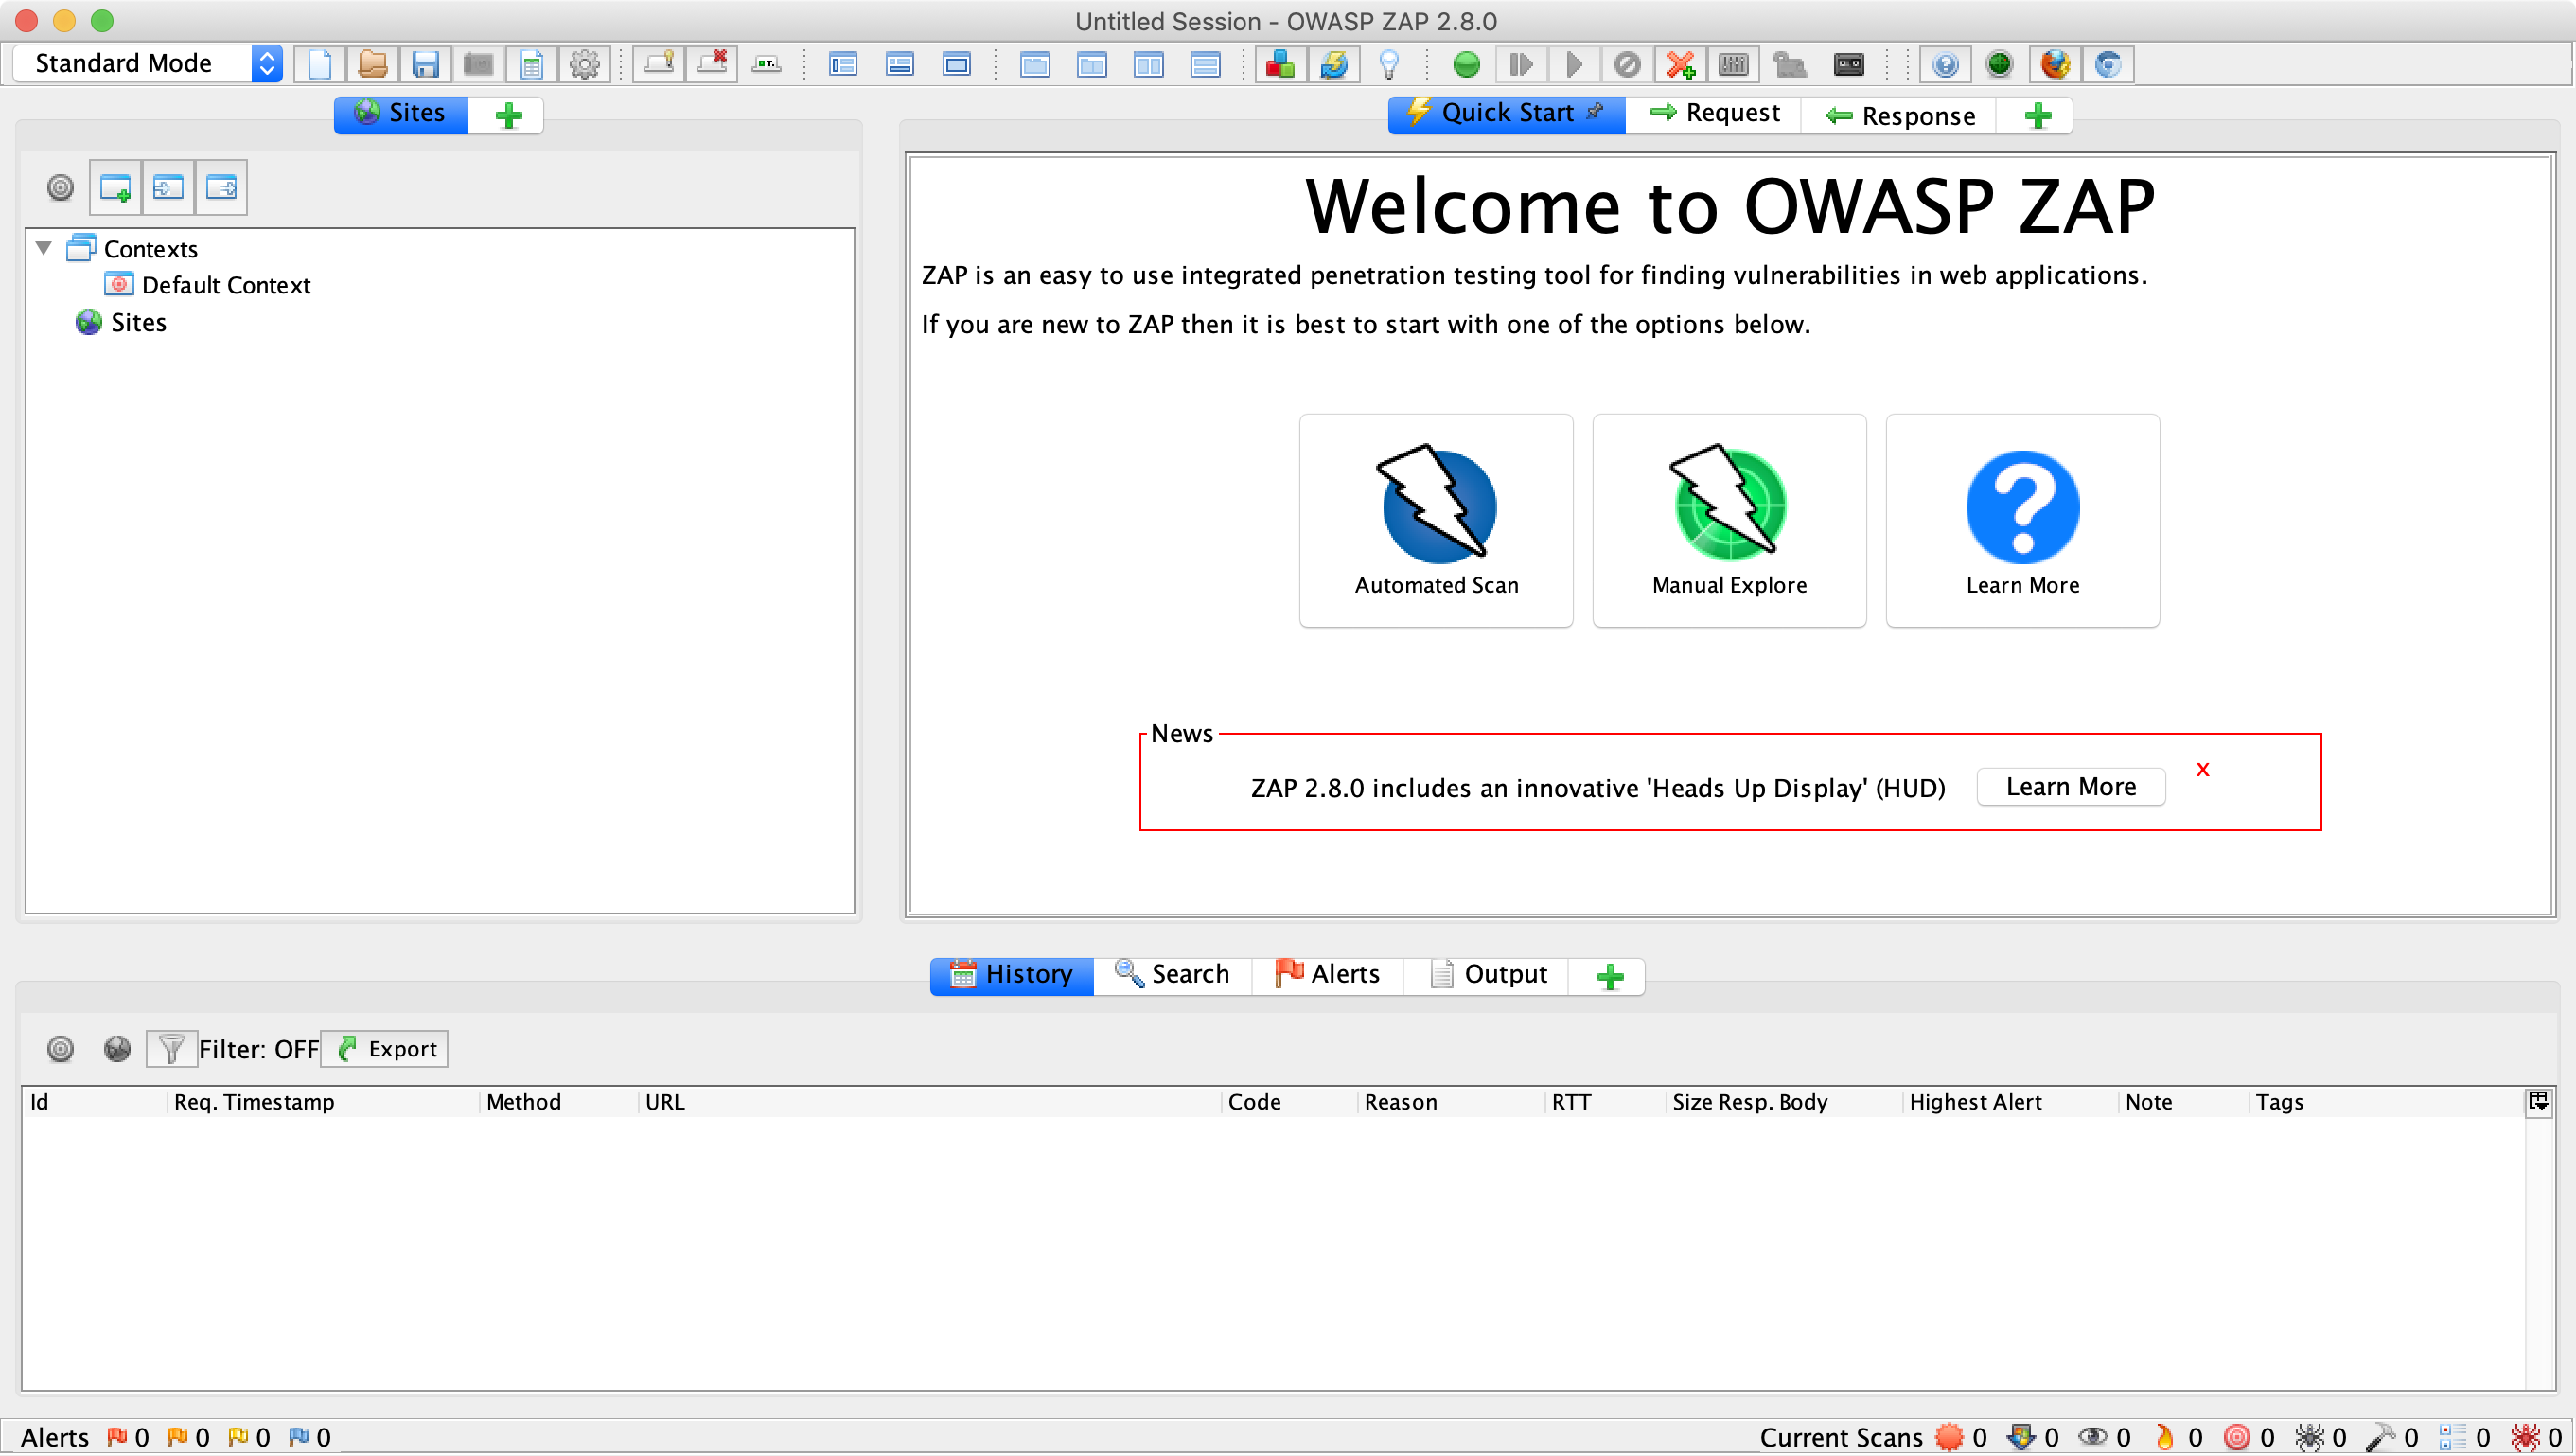 Untitled Session - OWASP ZAP 2.8.0
Standard Mode
Sites
Quick Start
Request
Response
Contexts
Default Context
Sites
Welcome to OWASP ZAP
ZAP is an easy to use integrated penetration testing tool for finding vulnerabilities in web applications.
If you are new to ZAP then it is best to start with one of the options below.
Automated Scan
Manual Explore
Learn More
News
ZAP 2.8.0 includes an innovative 'Heads Up Display' (HUD)
Learn More
x
History
Search
Alerts
Output
Filter: OFF
Export
Id Req. Timestamp Method URL Code Reason RTT Size Resp. Body Highest Alert Note Tags
Alerts 0 0 0 0
Current Scans 0 0 0 0 0 0 0 0 0